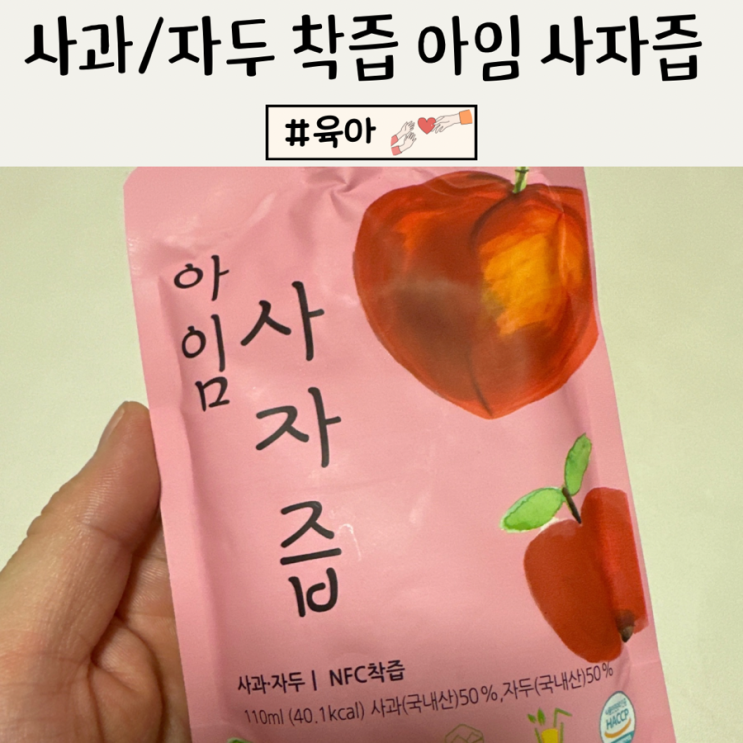 사과/자두 착즙 아임 사자즙
#육아
아임
사자즙
사과·자두 | NFC착즙
110ml (40.1kcal) 사과(국내산)50%,자두(국내산)50%
HACCP